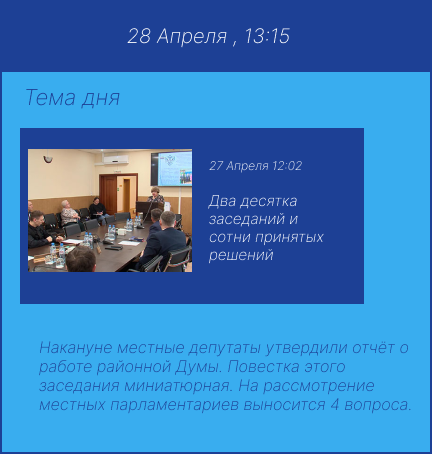 28 Апреля , 13:15
Тема дня
27 Апреля 12:02
Два десятка
заседаний и
сотни принятых
решений
Накануне местные депутаты утвердили отчёт о
работе районной Думы. Повестка этого
заседания миниатюрная. На рассмотрение
местных парламентариев выносится 4 вопроса.